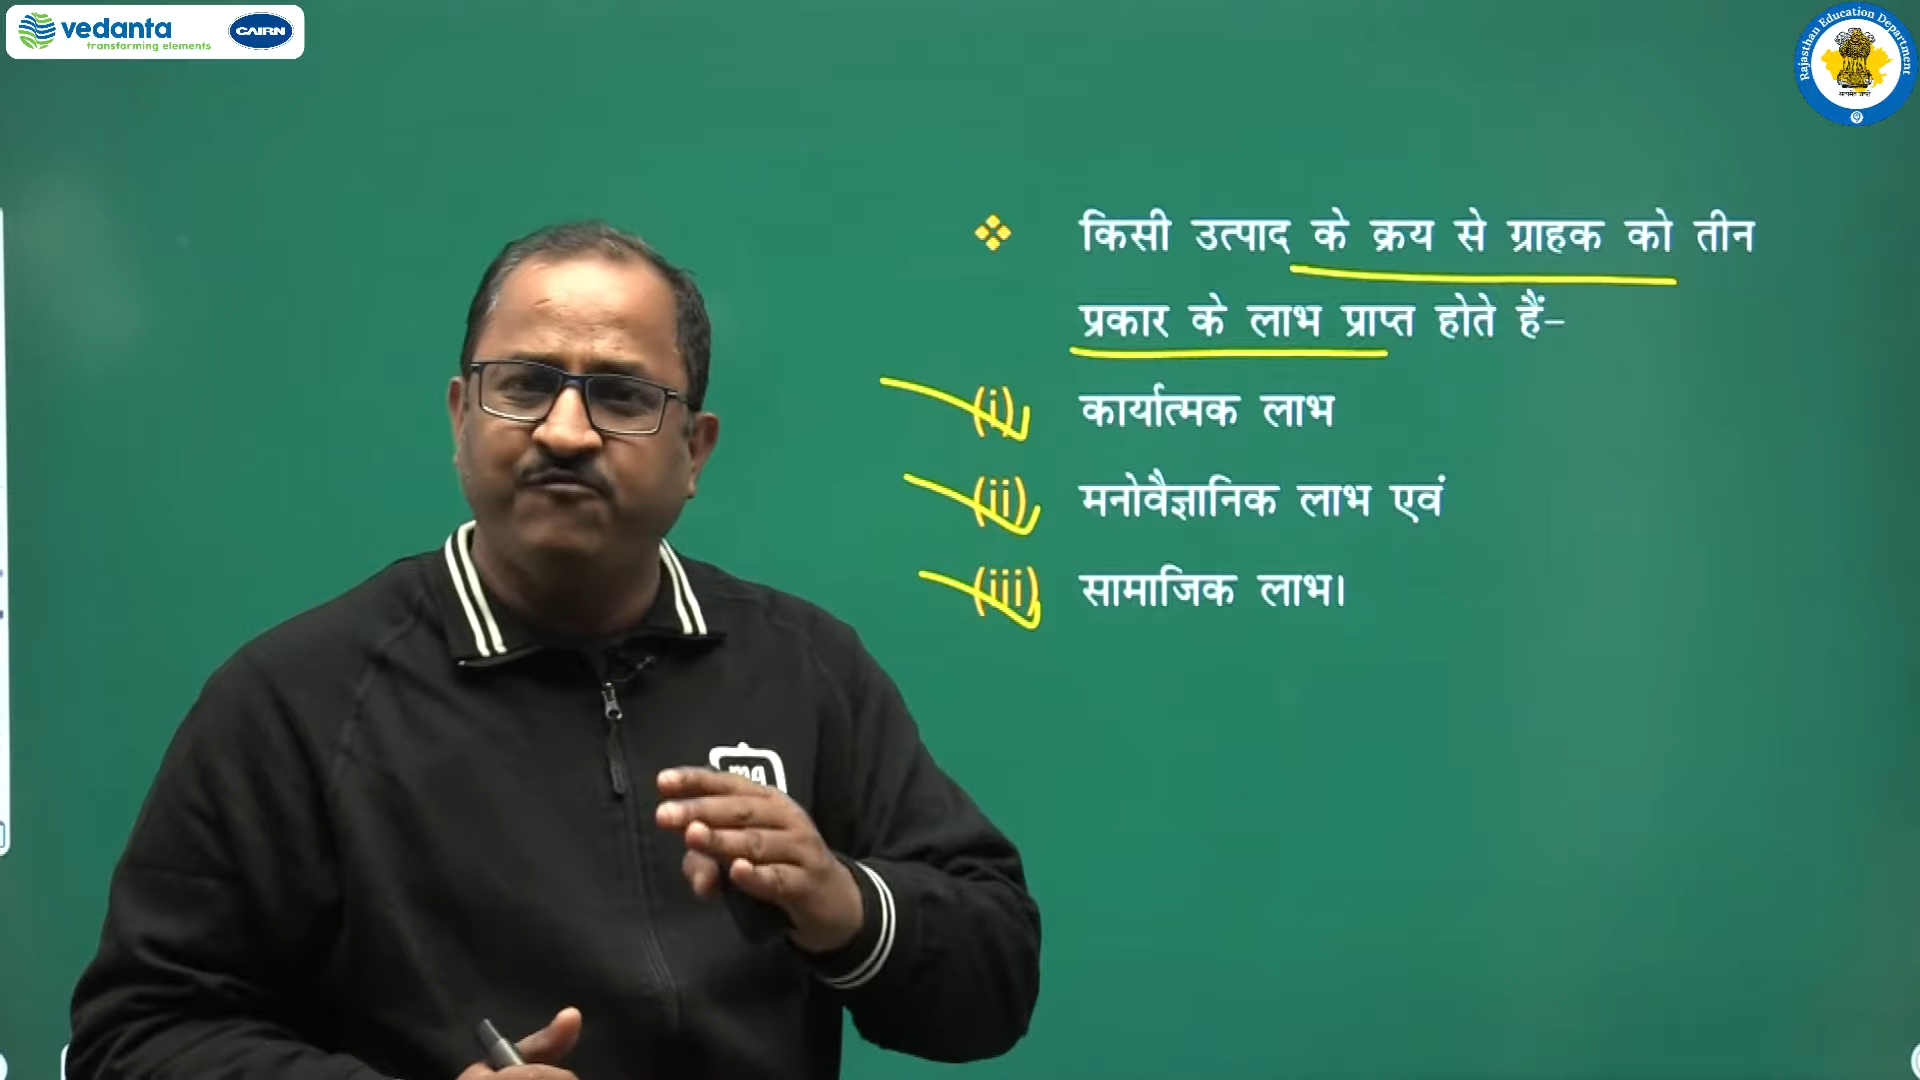 vedanta
transforming elements
CAIRN
Rajasthan Education Department
❖ किसी उत्पाद के क्रय से ग्राहक को तीन
प्रकार के लाभ प्राप्त होते हैं-
(i) कार्यात्मक लाभ
(ii) मनोवैज्ञानिक लाभ एवं
(iii) सामाजिक लाभ।